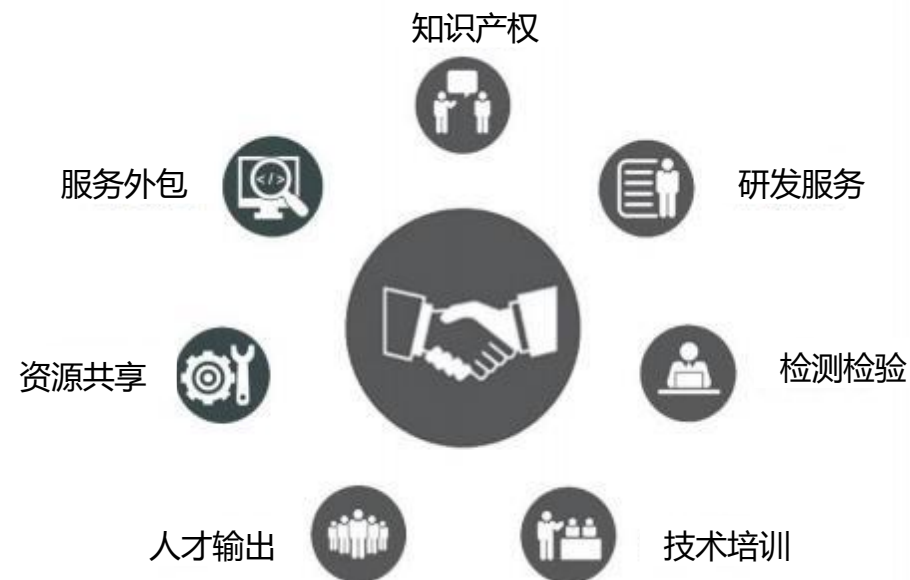 知识产权
服务外包
研发服务
资源共享
检测检验
人才输出
技术培训